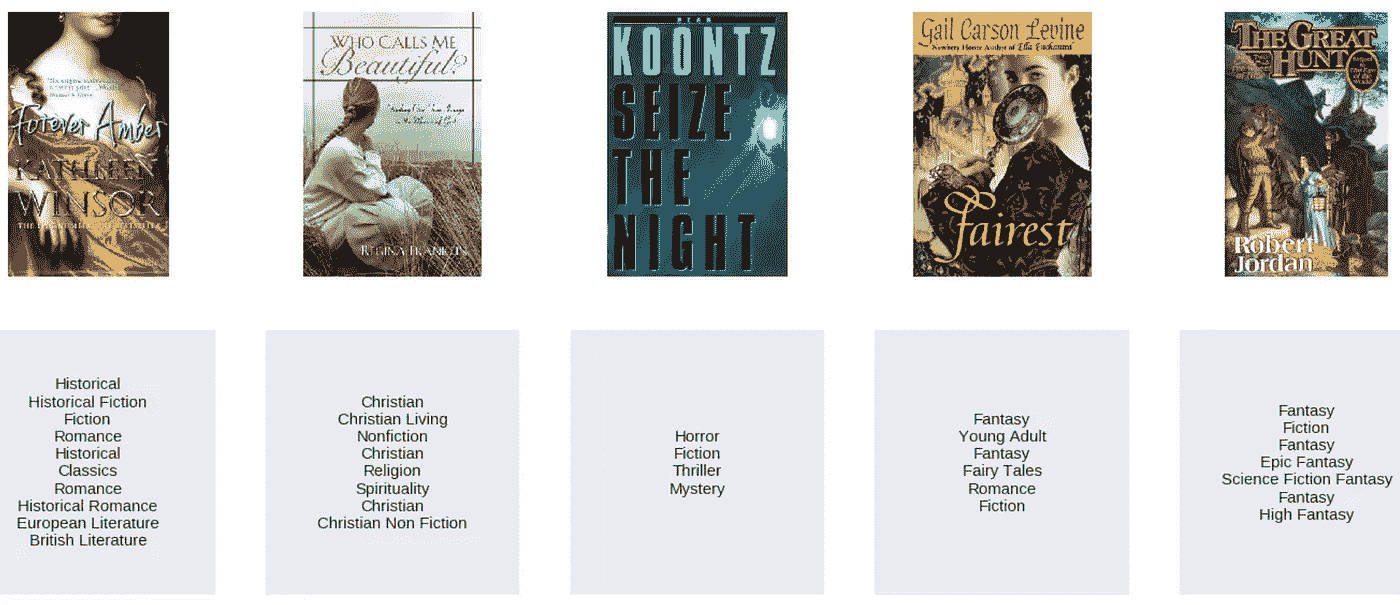 Forever Amber
KATHLEEN
WINSOR
WHO CALLS ME
Beautiful?
REGINA FRANKLIN
KOONTZ
SEIZE
THE
NIGHT
Gail Carson Levine
Newbery Honor Author of Ella Enchanted
fairest
THE GREAT
HUNT
Robert
Jordan
Historical
Historical Fiction
Fiction
Romance
Historical
Classics
Romance
Historical Romance
European Literature
British Literature
Christian
Christian Living
Nonfiction
Christian
Religion
Spirituality
Christian
Christian Non Fiction
Horror
Fiction
Thriller
Mystery
Fantasy
Young Adult
Fantasy
Fairy Tales
Romance
Fiction
Fantasy
Fiction
Fantasy
Epic Fantasy
Science Fiction Fantasy
Fantasy
High Fantasy